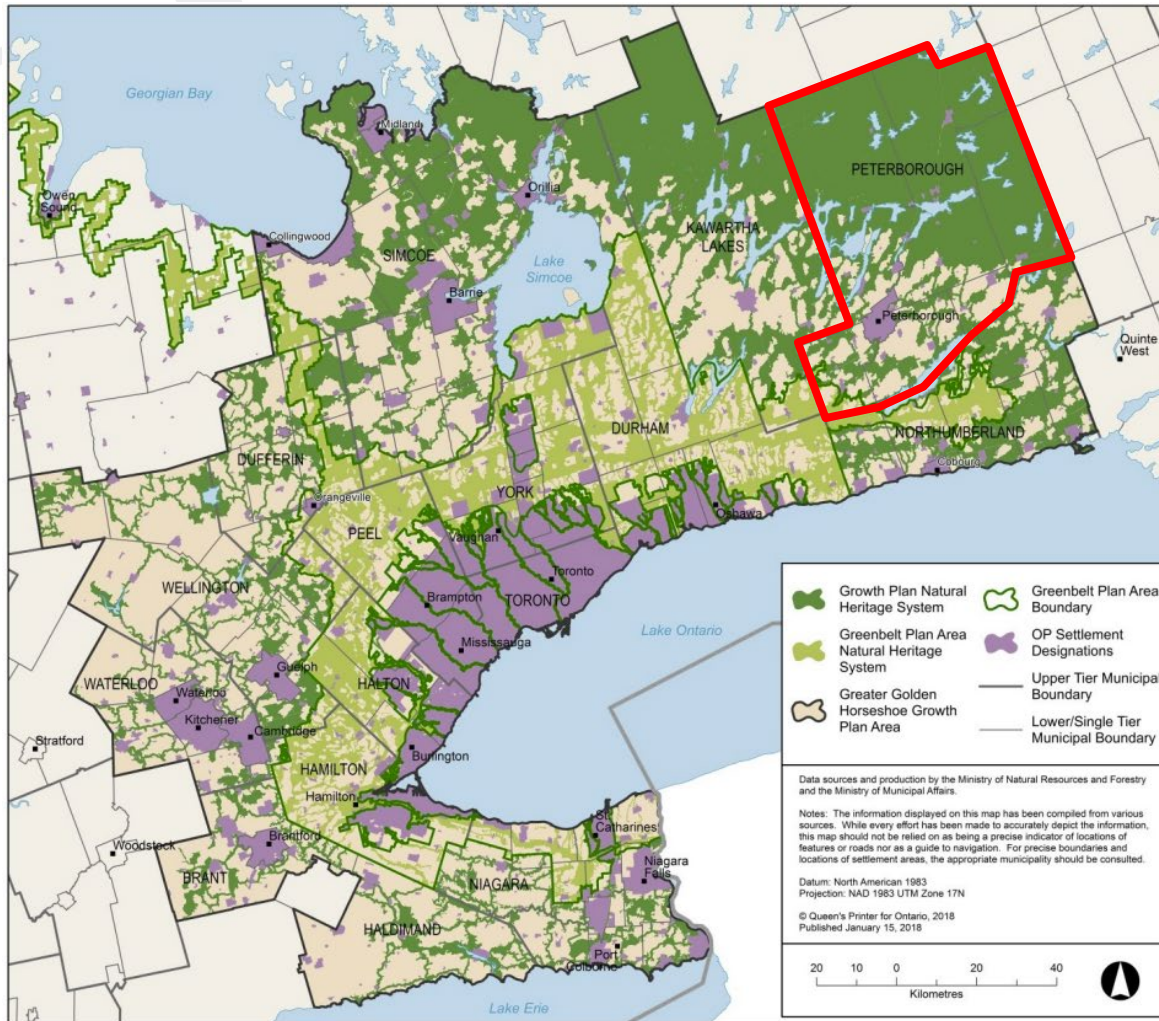 Georgian Bay
Midland
PETERBOROUGH
Owen
Sound
Orillia
Collingwood
KAWARTHA
LAKES
SIMCOE
Lake
Simcoe
Barrie
Peterborough
Quinte
West
DURHAM
NORTHUMBERLAND
DUFFERIN
Cobourg
Orangeville
YORK
Oshawa
PEEL
Vaughan
WELLINGTON
Toronto
Brampton
TORONTO
Lake Ontario
Mississauga
Guelph
HALTON
WATERLOO
Waterloo
Kitchener
Cambridge
Stratford
Burlington
HAMILTON
Hamilton
St.
Catharines
Brantford
Woodstock
Niagara
Falls
BRANT
NIAGARA
HALDIMAND
Port
Colborne
Lake Erie
Growth Plan Natural
Heritage System
Greenbelt Plan Area
Natural Heritage
System
Greater Golden
Horseshoe Growth
Plan Area
Greenbelt Plan Area
Boundary
OP Settlement
Designations
Upper Tier Municipal
Boundary
Lower/Single Tier
Municipal Boundary
Data sources and production by the Ministry of Natural Resources and Forestry
and the Ministry of Municipal Affairs.
Notes: The information displayed on this map has been compiled from various
sources. While every effort has been made to accurately depict the information,
this map should not be relied on as being a precise indicator of locations of
features or roads nor as a guide to navigation. For precise boundaries and
locations of settlement areas, the appropriate municipality should be consulted.
Datum: North American 1983
Projection: NAD 1983 UTM Zone 17N
© Queen's Printer for Ontario, 2018
Published January 15, 2018
20 10 0 20 40
Kilometres